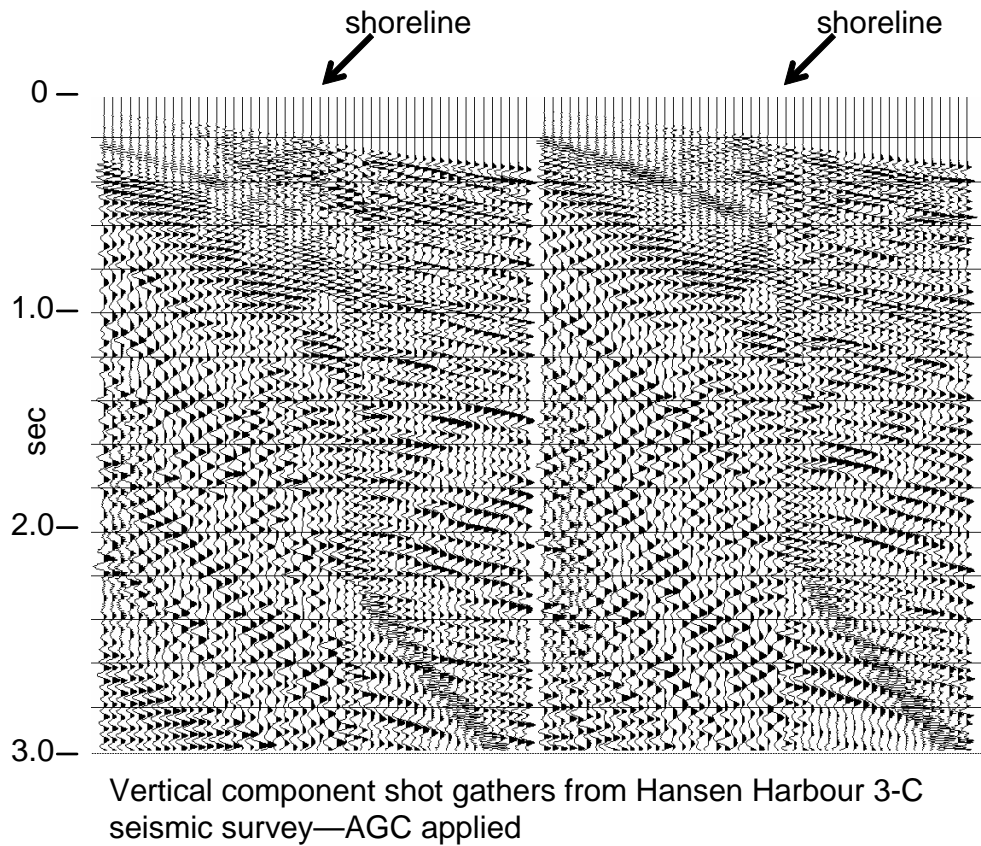 shoreline shoreline
0
1.0
sec
2.0
3.0
Vertical component shot gathers from Hansen Harbour 3-C
seismic survey—AGC applied